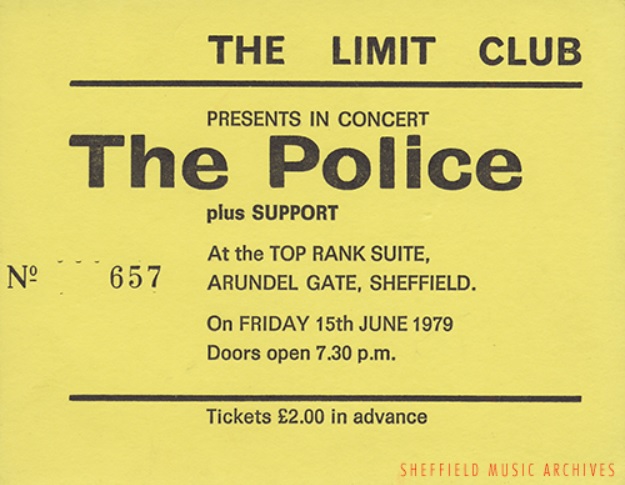 THE LIMIT CLUB
PRESENTS IN CONCERT
The Police
plus SUPPORT
At the TOP RANK SUITE,
Nº 657
ARUNDEL GATE, SHEFFIELD.
On FRIDAY 15th JUNE 1979
Doors open 7.30 p.m.
Tickets £2.00 in advance
SHEFFIELD MUSIC ARCHIVES